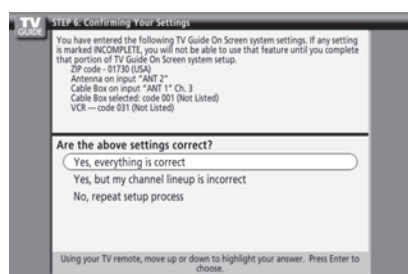 TV
GUIDE
STEP 6: Confirming Your Settings
You have entered the following TV Guide On Screen system settings. If any setting
is marked INCOMPLETE, you will not be able to use that feature until you complete
that portion of TV Guide On Screen system setup.
ZIP code - 01730 (USA)
Antenna on input "ANT 2"
Cable Box on input "ANT 1" Ch. 3
Cable Box selected: code 001 (Not Listed)
VCR — code 031 (Not Listed)
Are the above settings correct?
Yes, everything is correct
Yes, but my channel lineup is incorrect
No, repeat setup process
Using your TV remote, move up or down to highlight your answer. Press Enter to
choose.